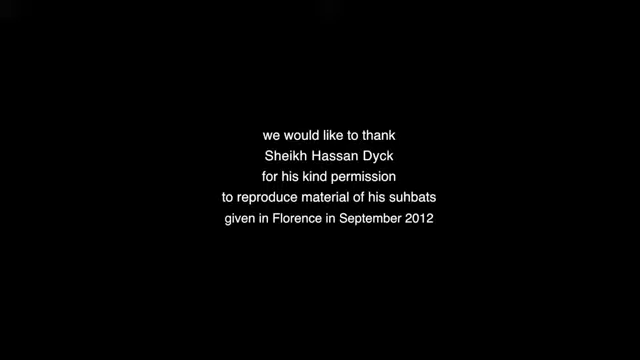 we would like to thank
Sheikh Hassan Dyck
for his kind permission
to reproduce material of his suhbats
given in Florence in September 2012